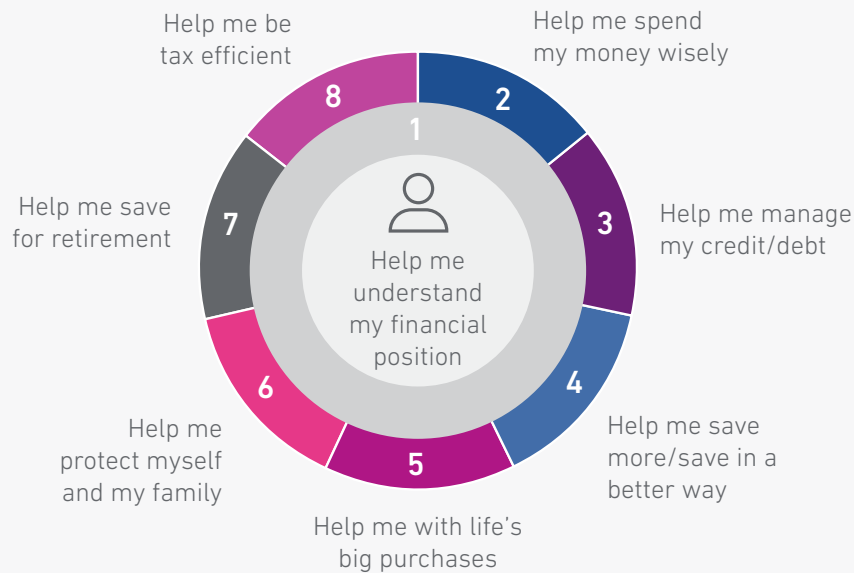 1
Help me
understand
my financial
position
2
Help me spend
my money wisely
3
Help me manage
my credit/debt
4
Help me save
more/save in a
better way
5
Help me with life’s
big purchases
6
Help me
protect myself
and my family
7
Help me save
for retirement
8
Help me be
tax efficient